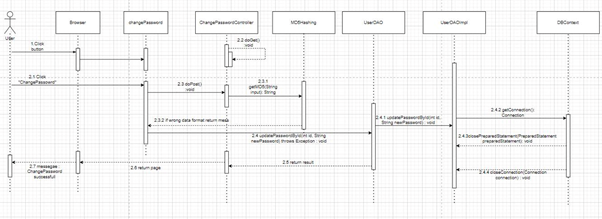 Browser
changePassword
ChangePasswordController
MD5Hashing
UserDAO
UserDAOImpl
DBContext
User
1 Click
button
2.2 doGet()
void
2.1 Click
"ChangePassword"
2.3 doPost()
void
2.3.1
getMD5(String
input): String
2.3.2 if wrong data format return mess
2.4 updatePasswordById(int id, String
newPassword) throws Exception : void
2.4.1 updatePasswordById(int id,
String newPassword) : void
2.4.2 getConnection():
Connection
2.4.3closePreparedStatement(PreparedStatement
preparedStatement): void
2.4.4 closeConnection(Connection
connection) : void
2.5 return result
2.6 return page
2.7 messages :
ChangePassword
successfull